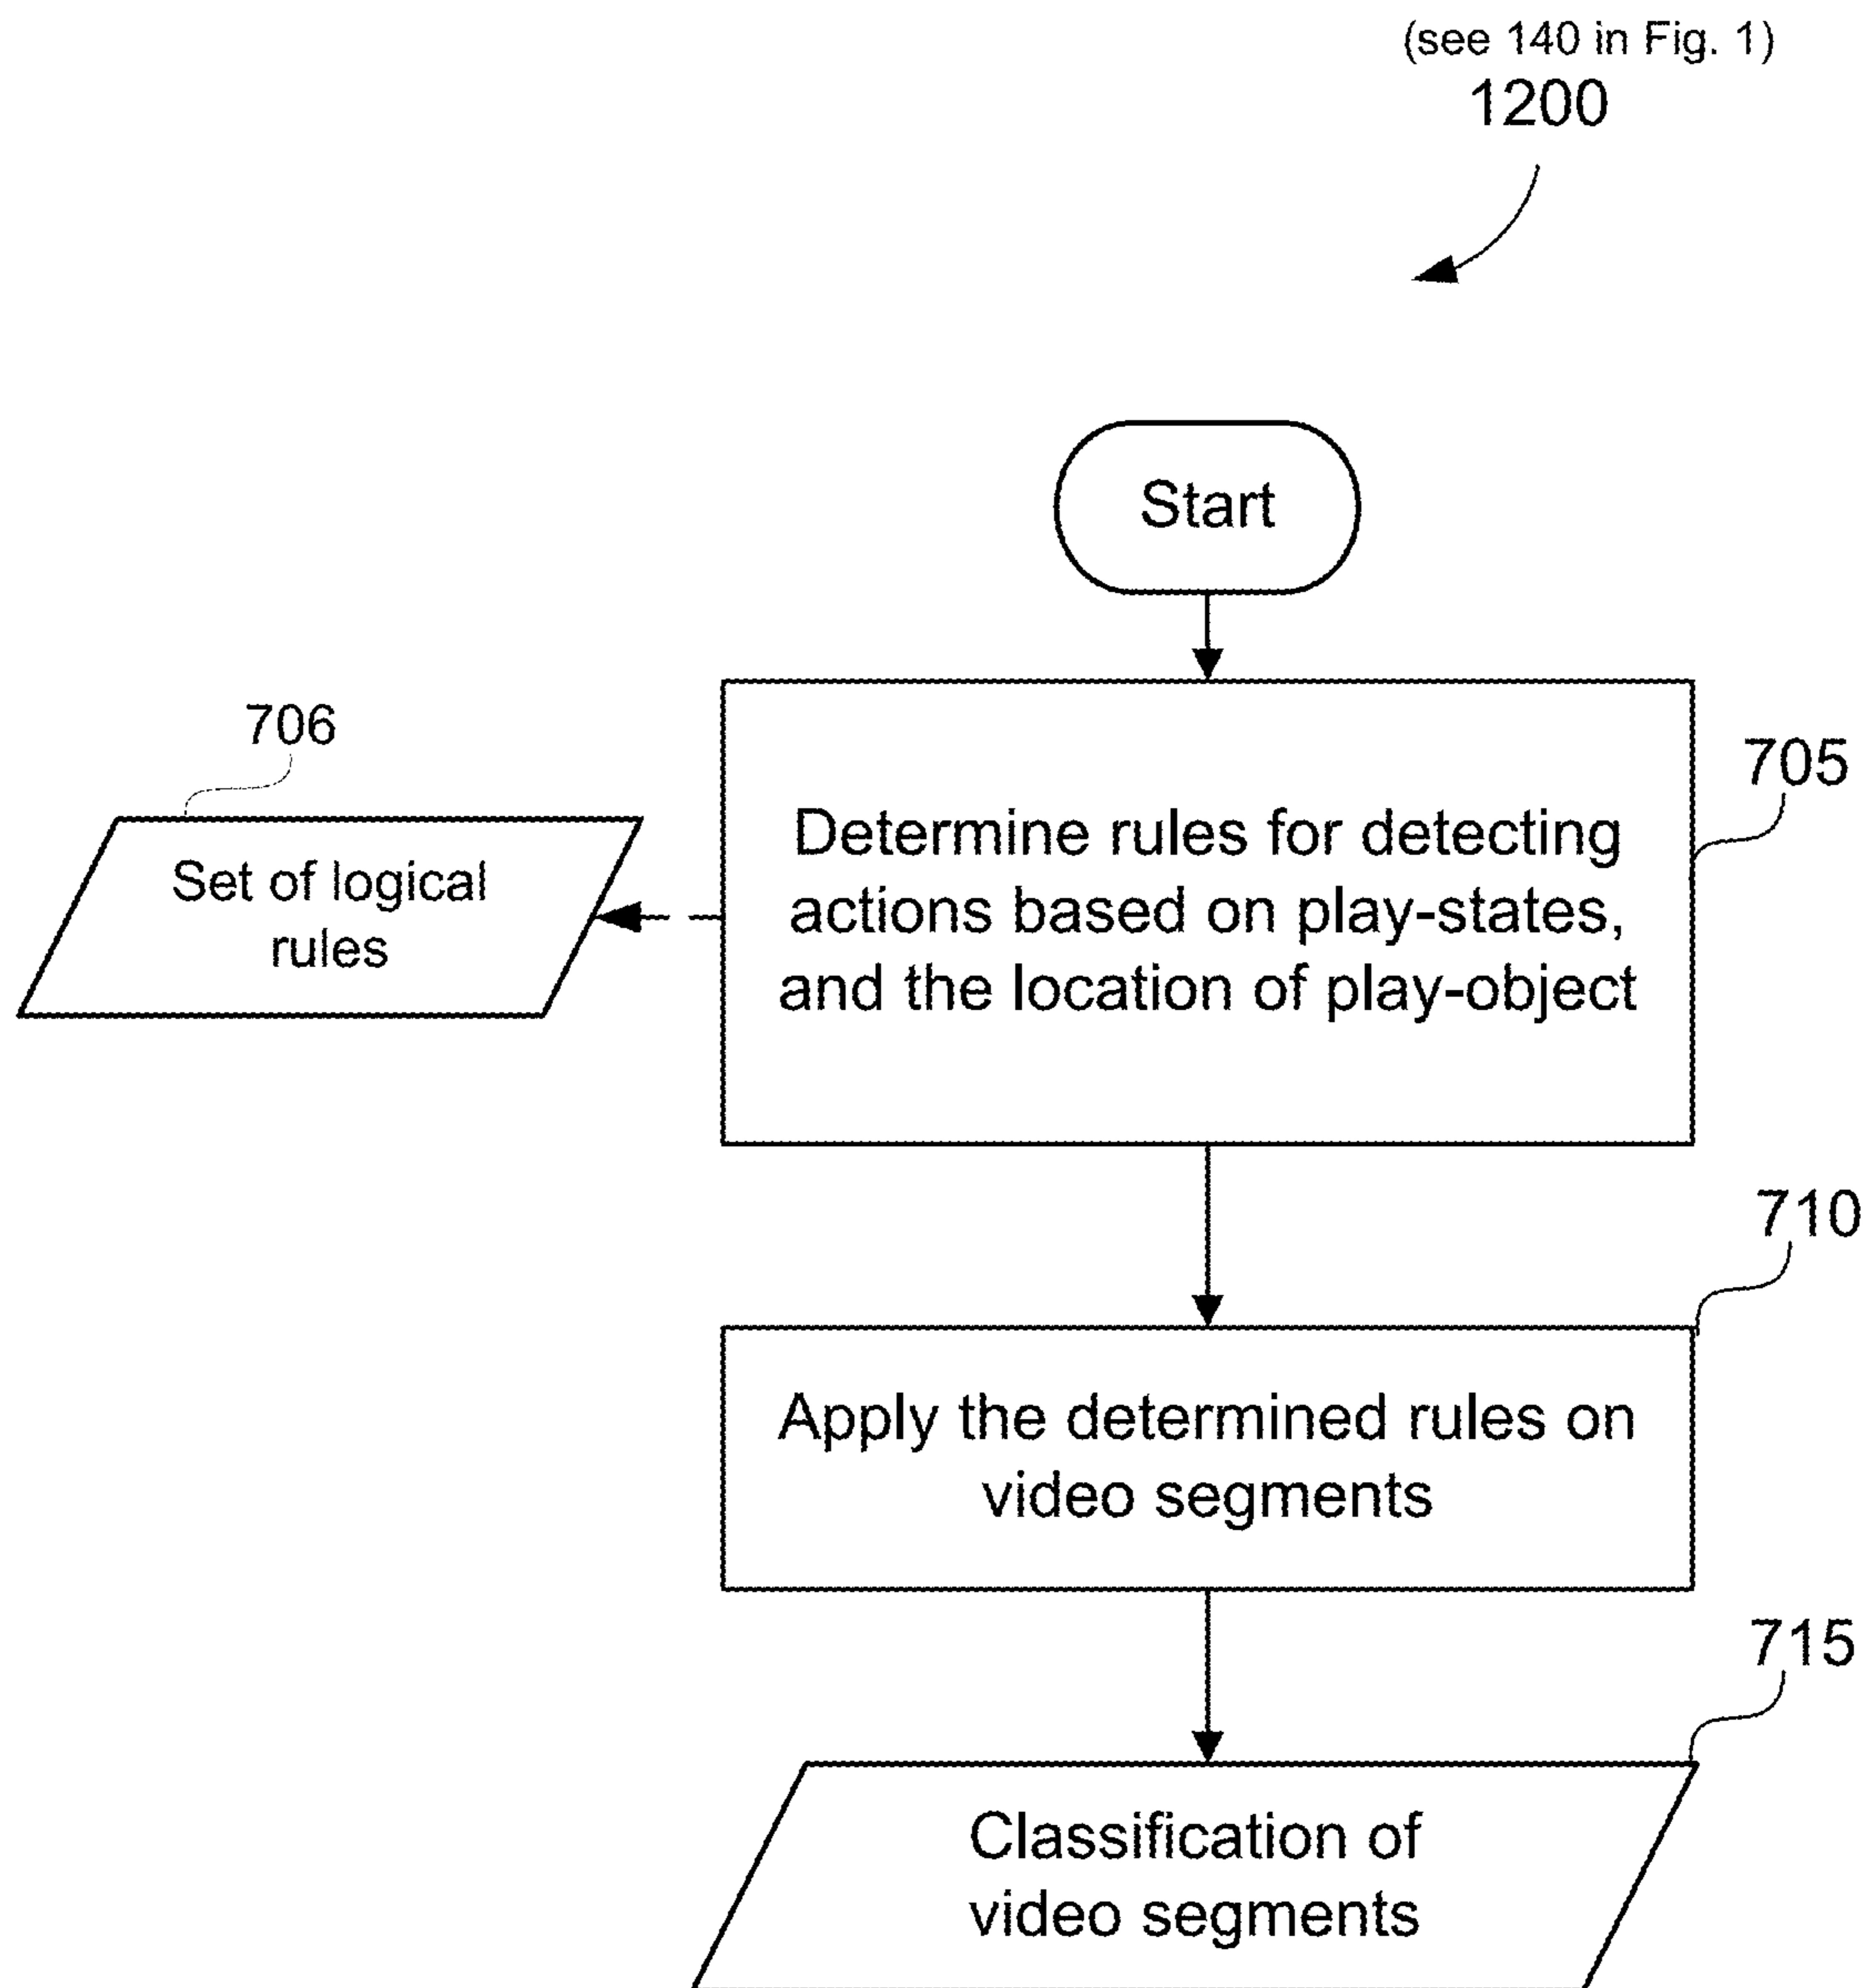 (see 140 in Fig. 1)
1200
Start
706
705
Set of logical
rules
Determine rules for detecting
actions based on play-states,
and the location of play-object
710
Apply the determined rules on
video segments
715
Classification of
video segments